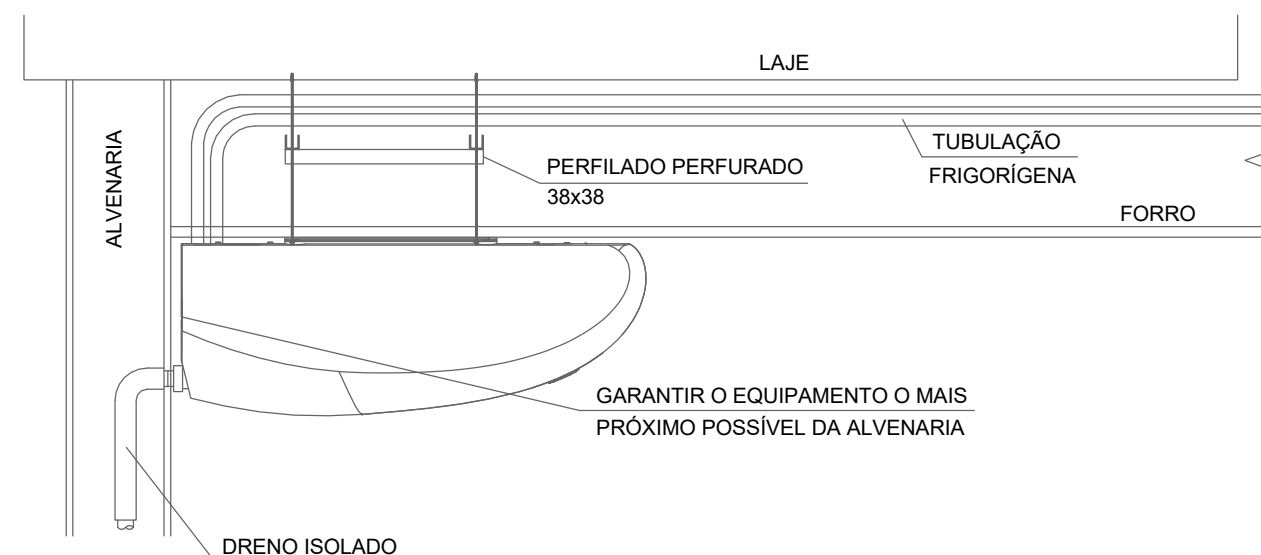 LAJE
ALVENARIA
TUBULAÇÃO
FRIGORÍGENA
PERFILADO PERFURADO
38x38
FORRO
GARANTIR O EQUIPAMENTO O MAIS
PRÓXIMO POSSÍVEL DA ALVENARIA
DRENO ISOLADO